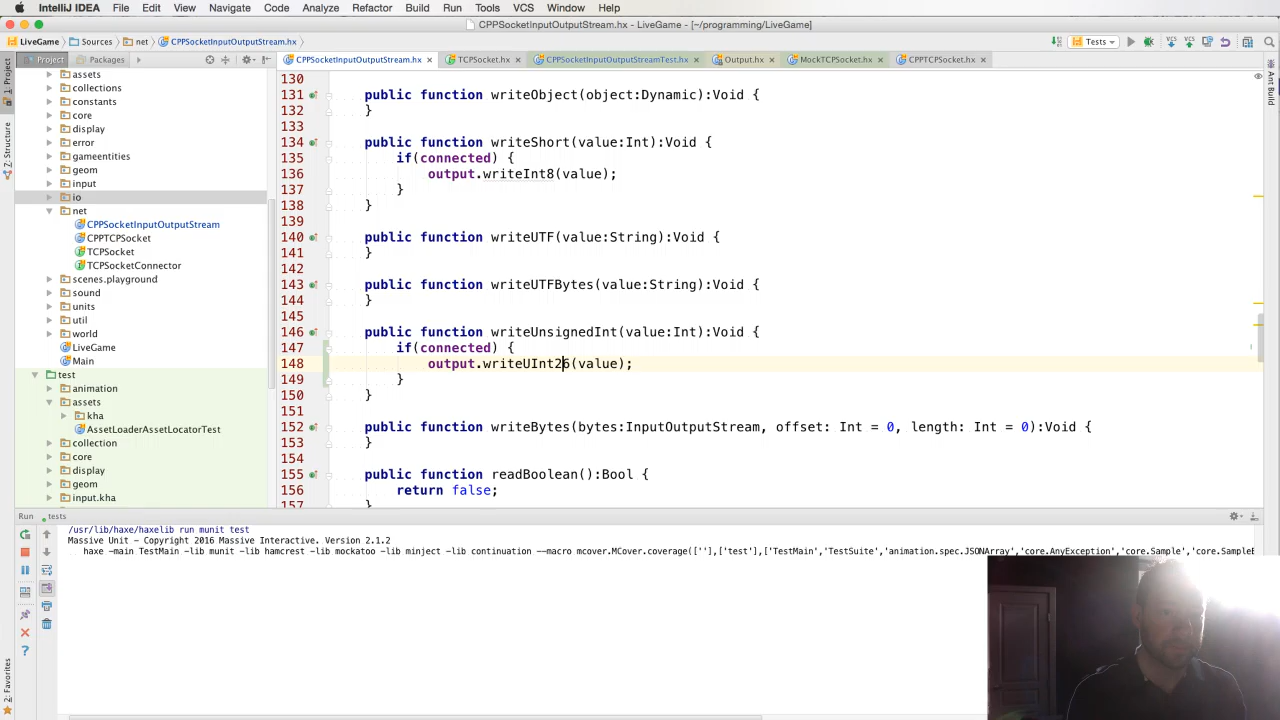 IntelliJ IDEA File Edit View Navigate Code Analyze Refactor Build Run Tools VCS Window Help
CPPSocketInputOutputStream.hx - LiveGame - [~/programming/LiveGame]
LiveGame Sources net CPPSocketInputOutputStream.hx Tests VCS VCS
Project Packages CPPSocketInputOutputStream.hx × TCPSocket.hx × CPPSocketInputOutputStreamTest.hx × Output.hx × MockTCPSocket.hx × CPPTCPSocket.hx ×
1: Project
7: Structure
2: Favorites
Ant Build
assets
collections
constants
core
display
error
gameentities
geom
input
io
net
CPPSocketInputOutputStream
CPPTCPSocket
TCPSocket
TCPSocketConnector
scenes.playground
sound
units
util
world
LiveGame
Main
test
animation
assets
kha
AssetLoaderAssetLocatorTest
collection
core
display
geom
input.kha
130
131 public function writeObject(object:Dynamic):Void {
132 }
133
134 public function writeShort(value:Int):Void {
135 if(connected) {
136 output.writeInt8(value);
137 }
138 }
139
140 public function writeUTF(value:String):Void {
141 }
142
143 public function writeUTFBytes(value:String):Void {
144 }
145
146 public function writeUnsignedInt(value:Int):Void {
147 if(connected) {
148 output.writeUInt26(value);
149 }
150 }
151
152 public function writeBytes(bytes:InputOutputStream, offset: Int = 0, length: Int = 0):Void {
153 }
154
155 public function readBoolean():Bool {
156 return false;
157 }
Run tests
/usr/lib/haxe/haxelib run munit test
Massive Unit - Copyright 2016 Massive Interactive. Version 2.1.2
haxe -main TestMain -lib munit -lib hamcrest -lib mockatoo -lib minject -lib continuation --macro mcover.MCover.coverage([''],['test'],['TestMain','TestSuite','animation.spec.JSONArray','core.AnyException','core.Sample','core.SampleE